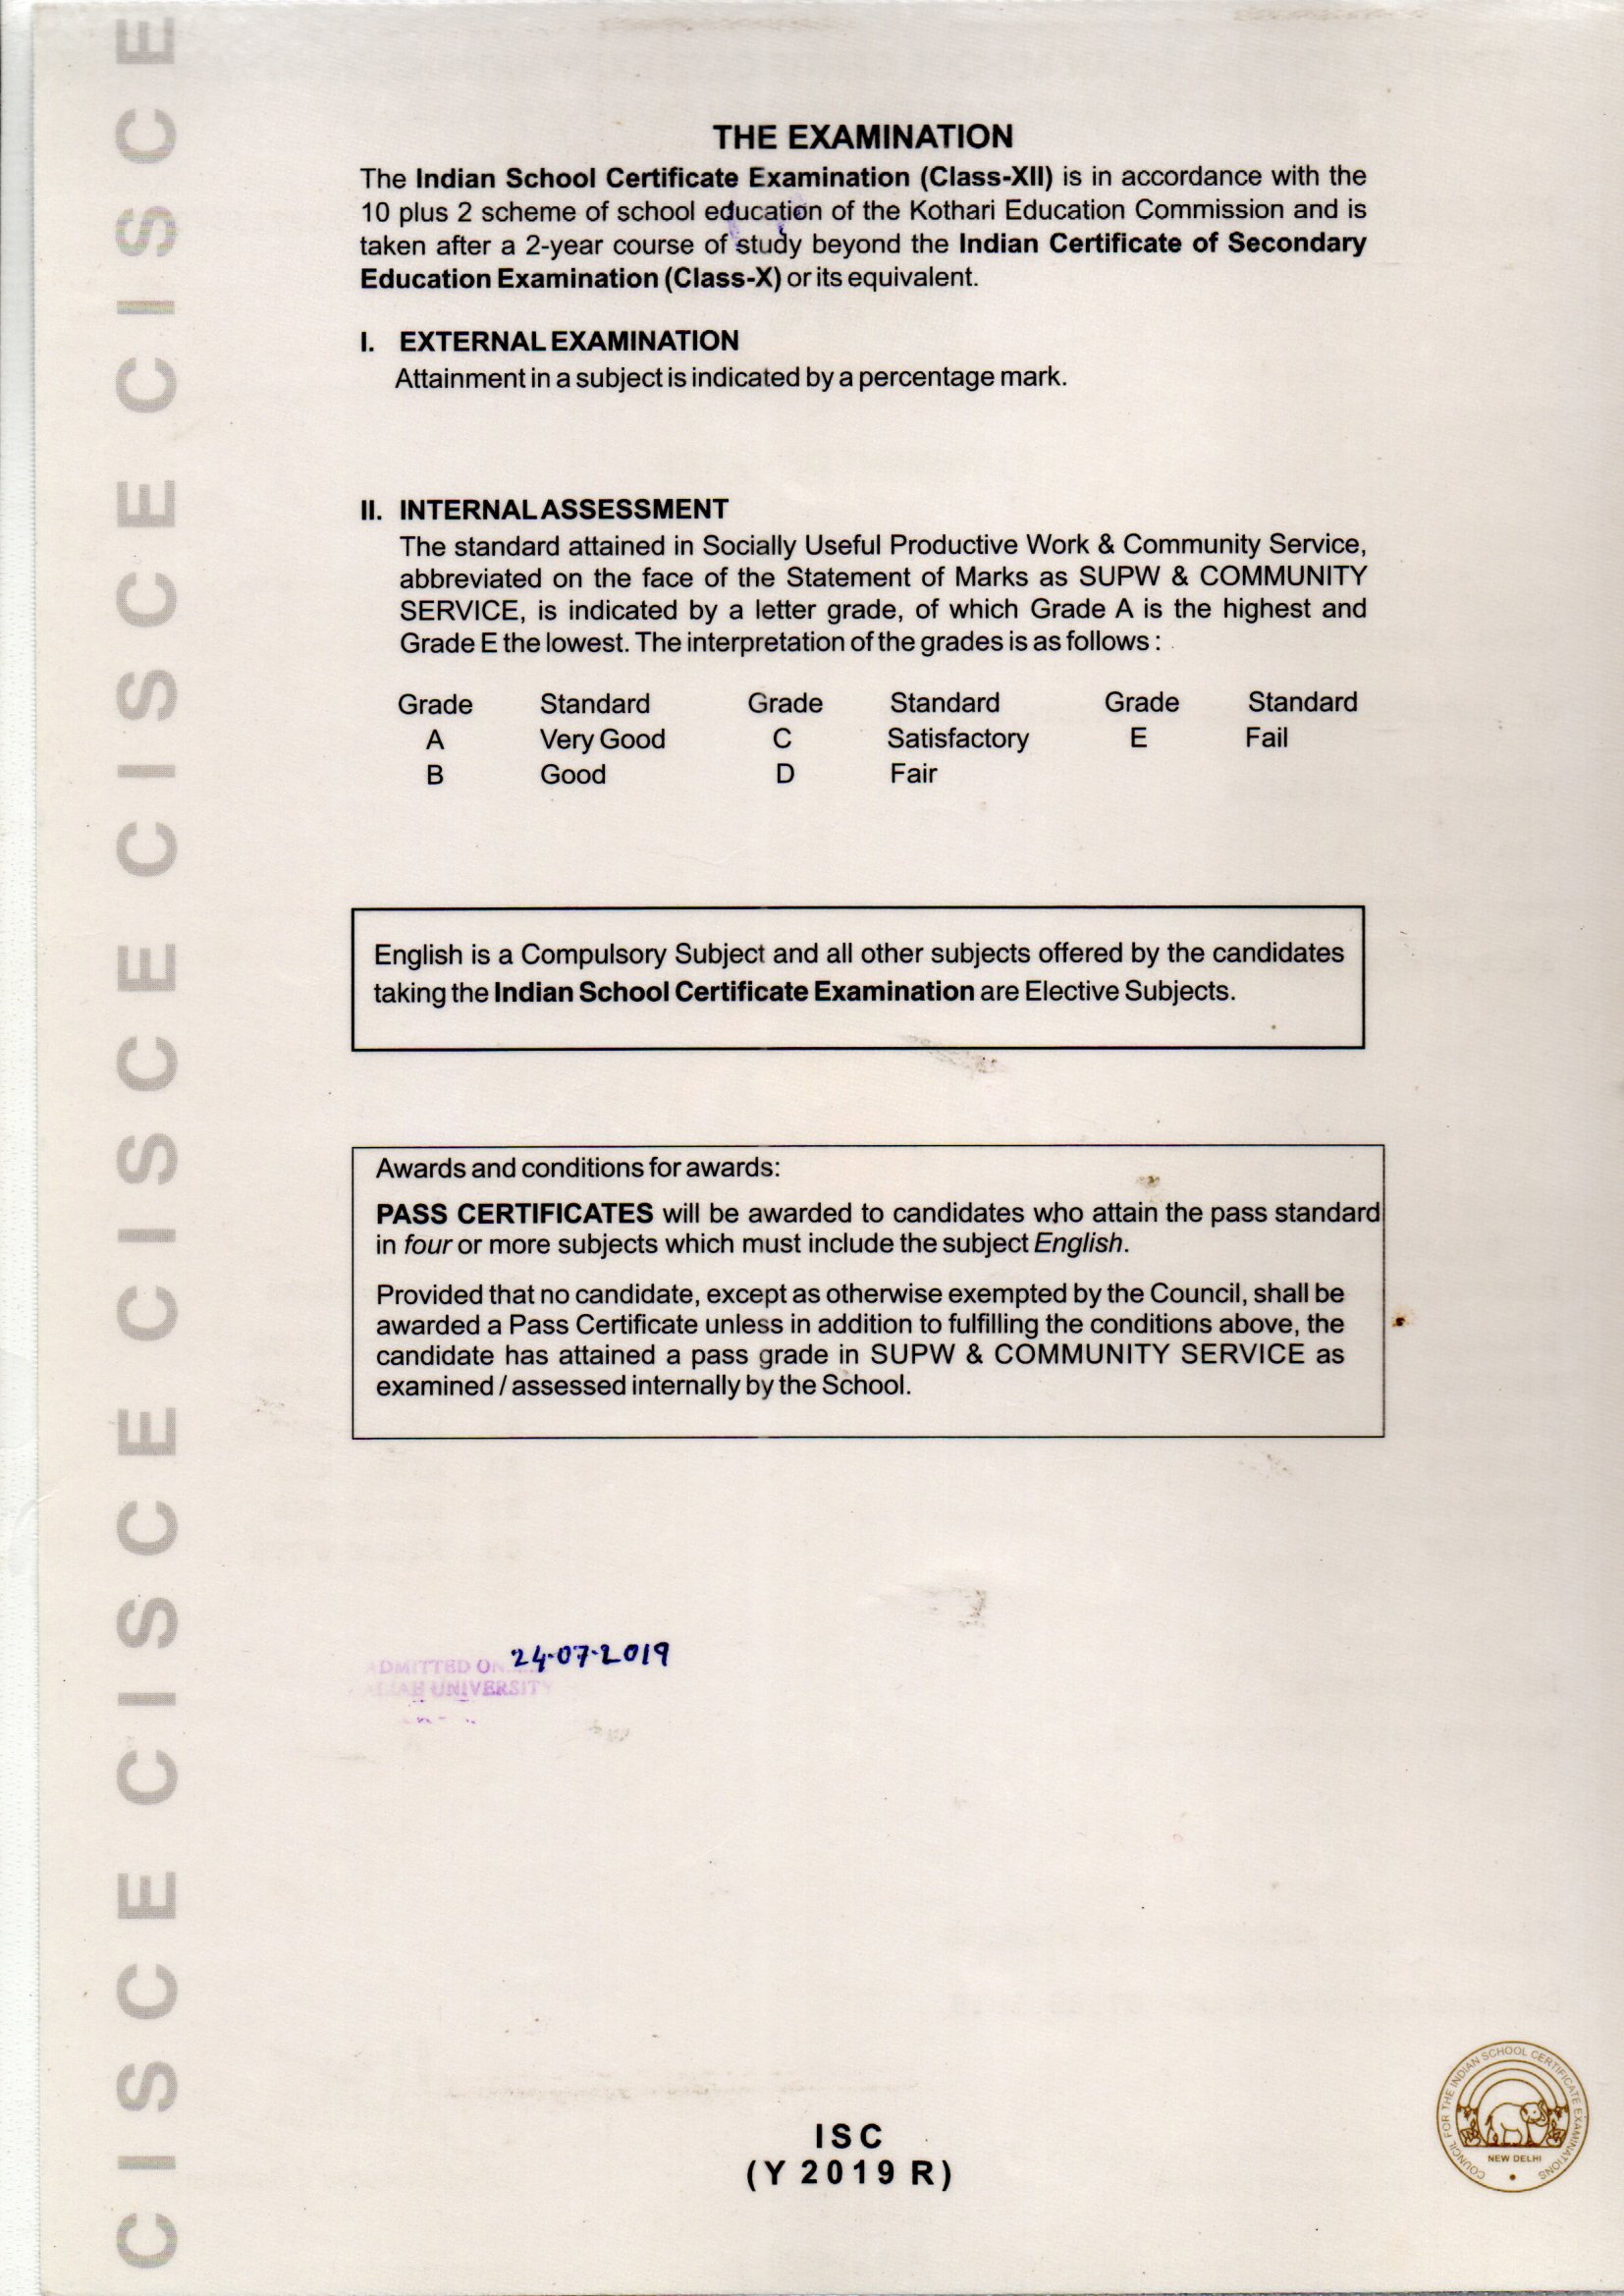 THE EXAMINATION
The Indian School Certificate Examination (Class-XII) is in accordance with the
10 plus 2 scheme of school education of the Kothari Education Commission and is
taken after a 2-year course of study beyond the Indian Certificate of Secondary
Education Examination (Class-X) or its equivalent.
I. EXTERNAL EXAMINATION
Attainment in a subject is indicated by a percentage mark.
II. INTERNAL ASSESSMENT
The standard attained in Socially Useful Productive Work & Community Service,
abbreviated on the face of the Statement of Marks as SUPW & COMMUNITY
SERVICE, is indicated by a letter grade, of which Grade A is the highest and
Grade E the lowest. The interpretation of the grades is as follows :
Grade Standard Grade Standard Grade Standard
A Very Good C Satisfactory E Fail
B Good D Fair
English is a Compulsory Subject and all other subjects offered by the candidates
taking the Indian School Certificate Examination are Elective Subjects.
Awards and conditions for awards:
PASS CERTIFICATES will be awarded to candidates who attain the pass standard
in four or more subjects which must include the subject English.
Provided that no candidate, except as otherwise exempted by the Council, shall be
awarded a Pass Certificate unless in addition to fulfilling the conditions above, the
candidate has attained a pass grade in SUPW & COMMUNITY SERVICE as
examined / assessed internally by the School.
24-07-2019
UNIVERSITY
ISC
(Y 2019 R)
COUNCIL FOR THE INDIAN SCHOOL CERTIFICATE EXAMINATIONS
NEW DELHI
CISCE CISCE CISCE CISCE CISCE